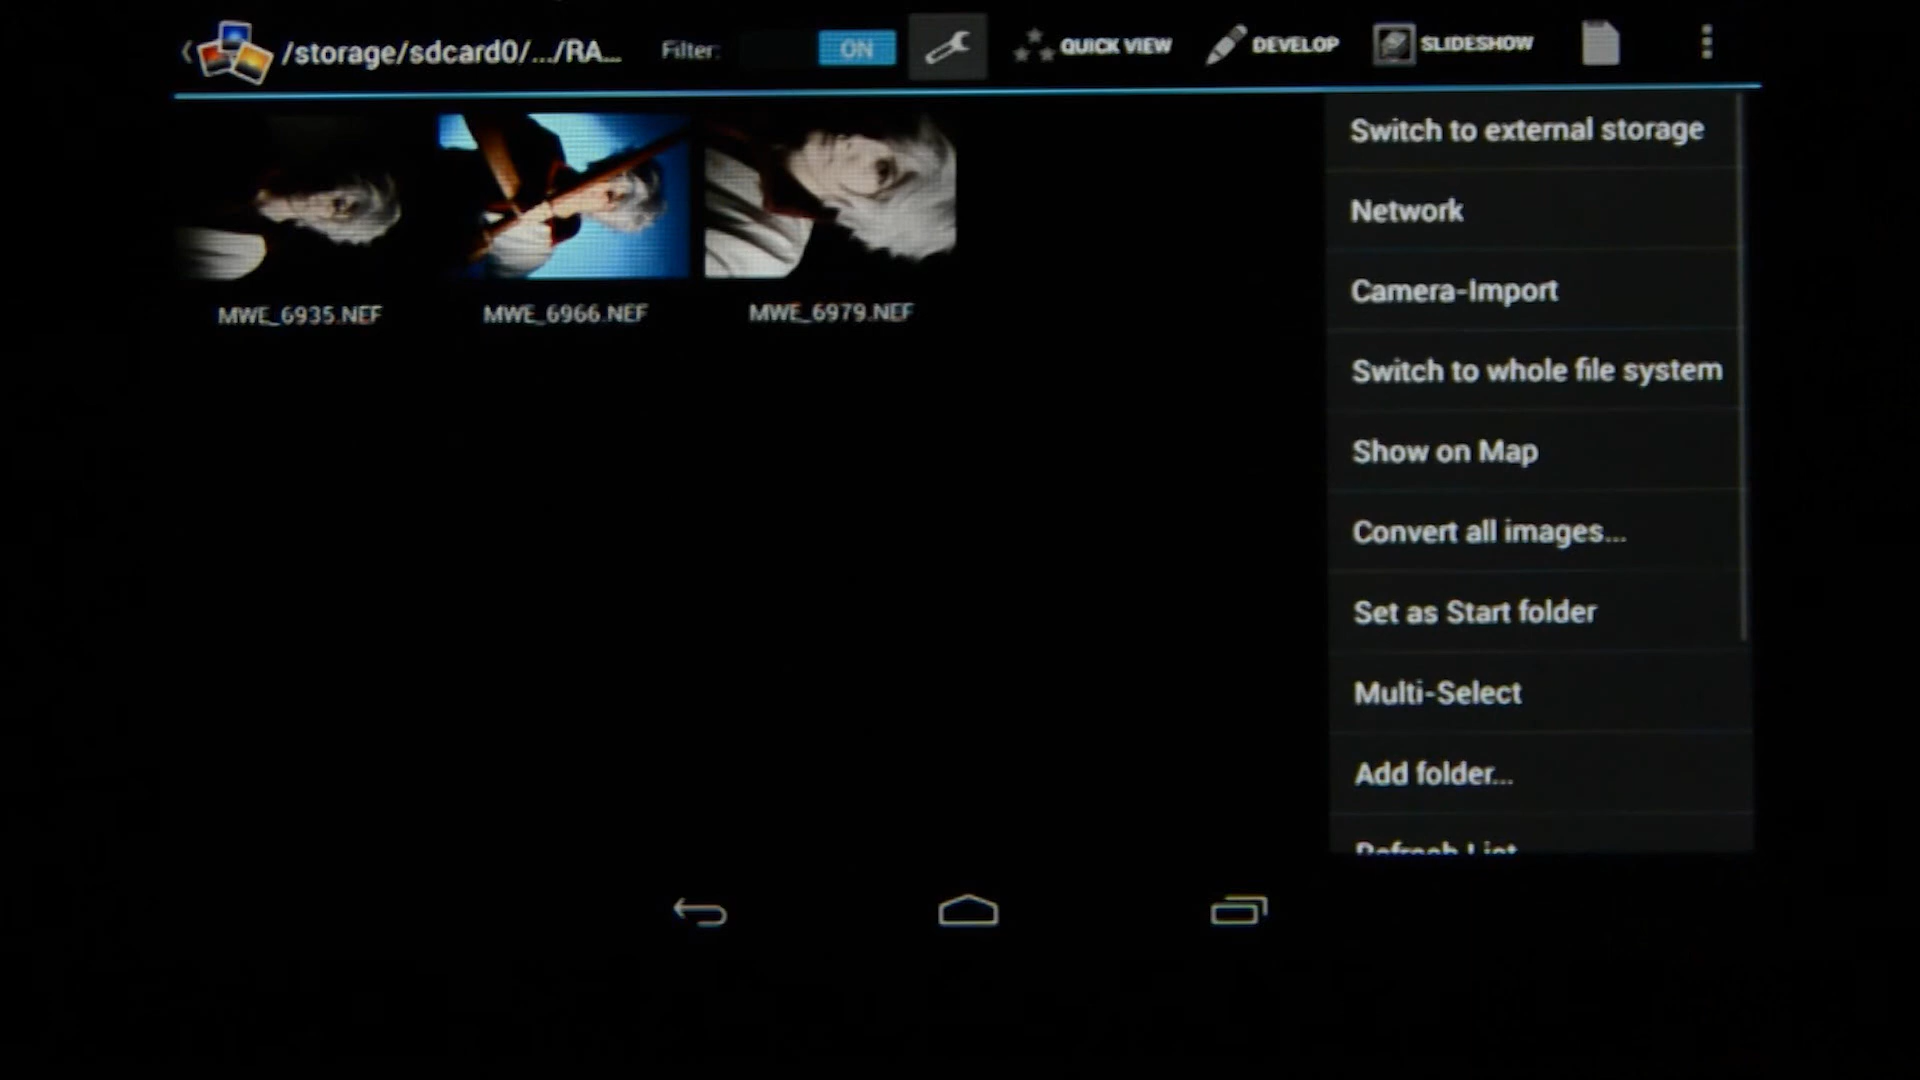 /storage/sdcard0/.../RA...
Filter:
ON
QUICK VIEW
DEVELOP
SLIDESHOW
MWE_6935.NEF
MWE_6966.NEF
MWE_6979.NEF
Switch to external storage
Network
Camera-Import
Switch to whole file system
Show on Map
Convert all images...
Set as Start folder
Multi-Select
Add folder...
Refresh List